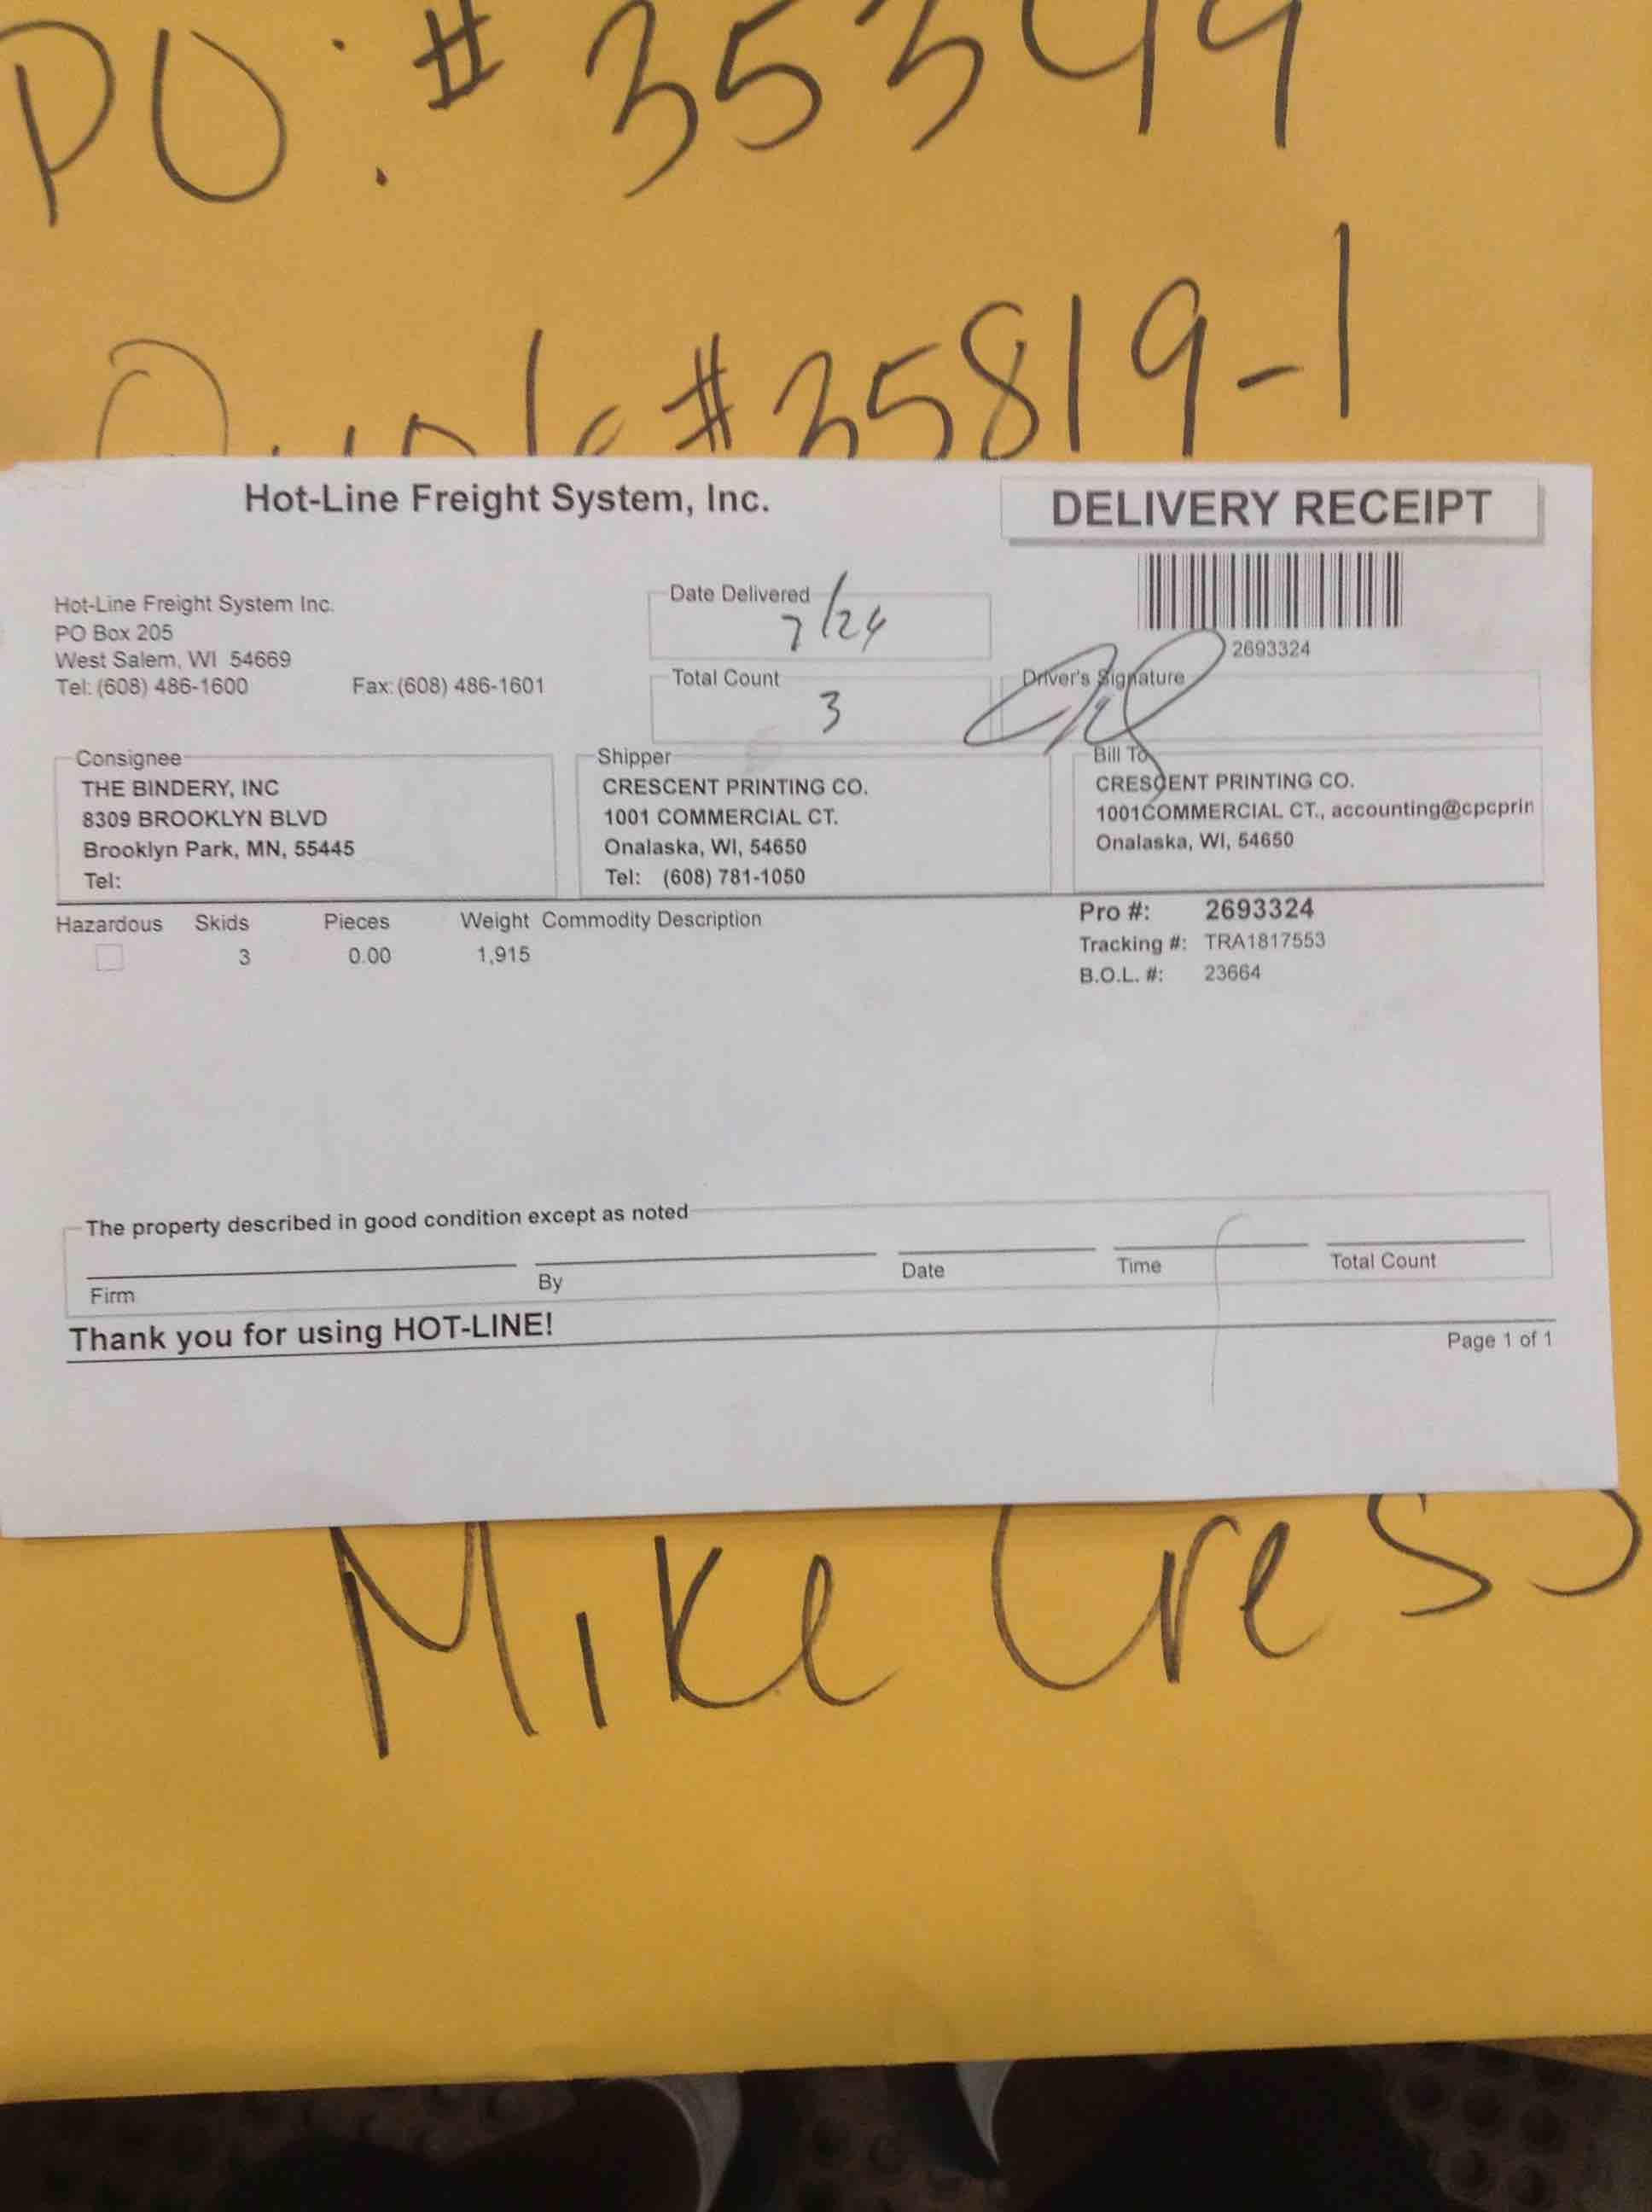 PO: #
#35819-1
Hot-Line Freight System, Inc.
DELIVERY RECEIPT
Hot-Line Freight System Inc.
PO Box 205
West Salem, WI 54669
Tel: (608) 486-1600 Fax: (608) 486-1601
Date Delivered
7/24
2693324
Total Count
3
Driver's Signature
Consignee
THE BINDERY, INC
8309 BROOKLYN BLVD
Brooklyn Park, MN, 55445
Tel:
Shipper
CRESCENT PRINTING CO.
1001 COMMERCIAL CT.
Onalaska, WI, 54650
Tel: (608) 781-1050
Bill To
CRESCENT PRINTING CO.
1001COMMERCIAL CT., accounting@cpcprin
Onalaska, WI, 54650
Hazardous Skids Pieces Weight Commodity Description
3 0.00 1,915
Pro #: 2693324
Tracking #: TRA1817553
B.O.L. #: 23664
The property described in good condition except as noted
Firm By Date Time Total Count
Thank you for using HOT-LINE!
Page 1 of 1
Mike Cres